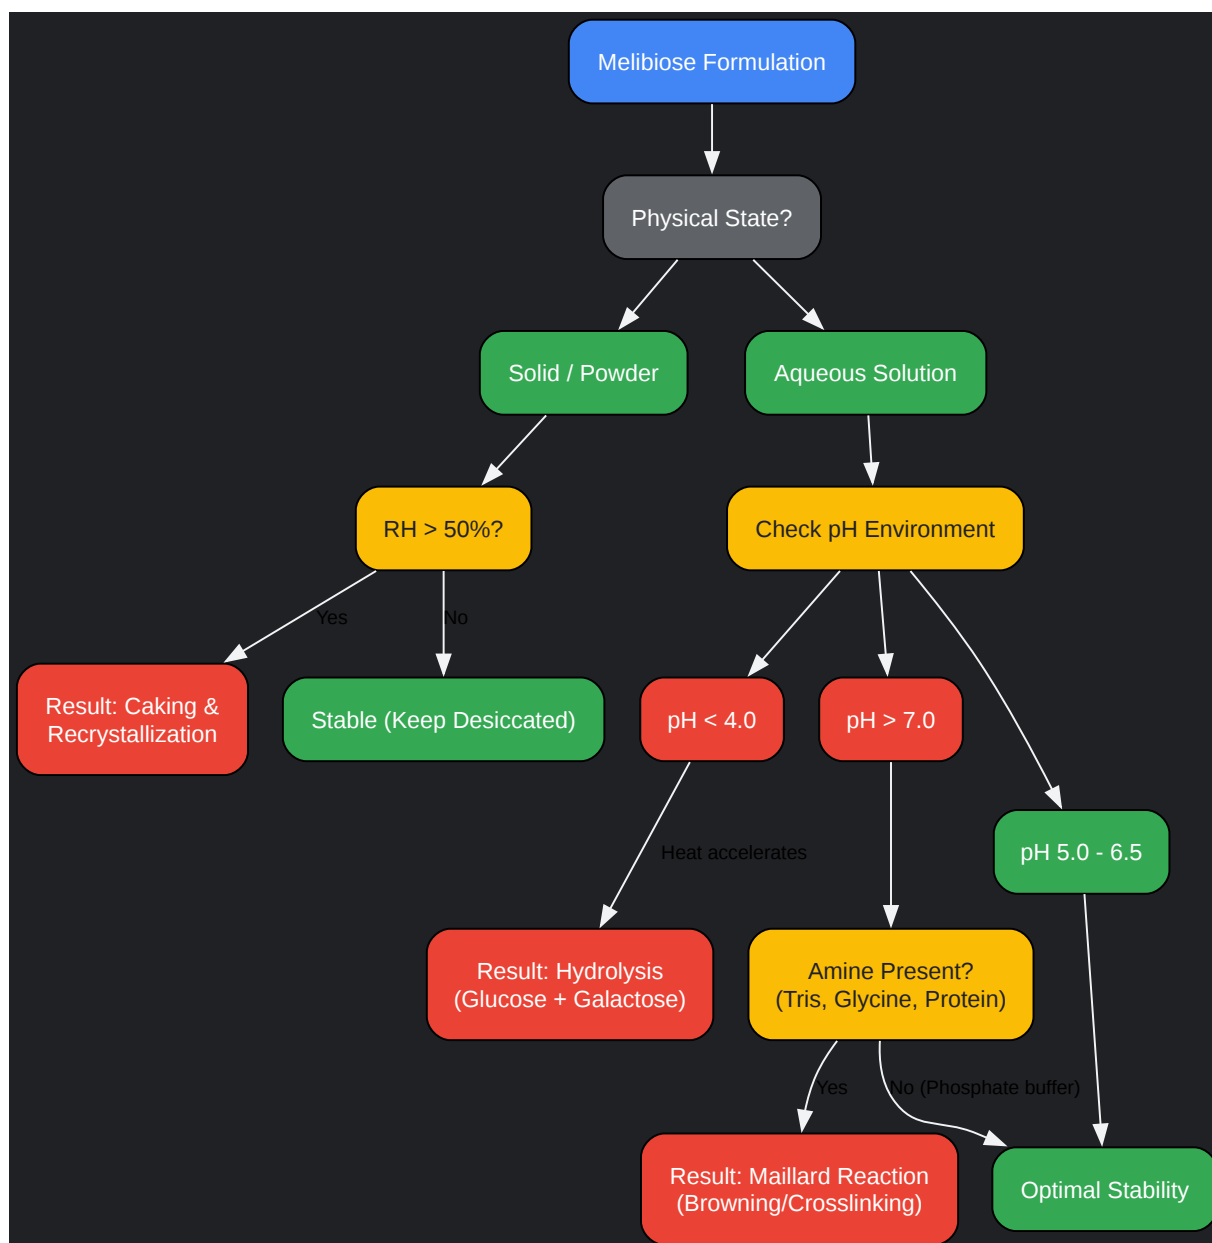 Melibiose Formulation
Physical State?
Solid / Powder
Aqueous Solution
RH > 50%?
Check pH Environment
Yes
No
Result: Caking &
Recrystallization
Stable (Keep Desiccated)
pH < 4.0
pH > 7.0
Heat accelerates
pH 5.0 - 6.5
Result: Hydrolysis
(Glucose + Galactose)
Amine Present?
(Tris, Glycine, Protein)
Yes
No (Phosphate buffer)
Result: Maillard Reaction
(Browning/Crosslinking)
Optimal Stability